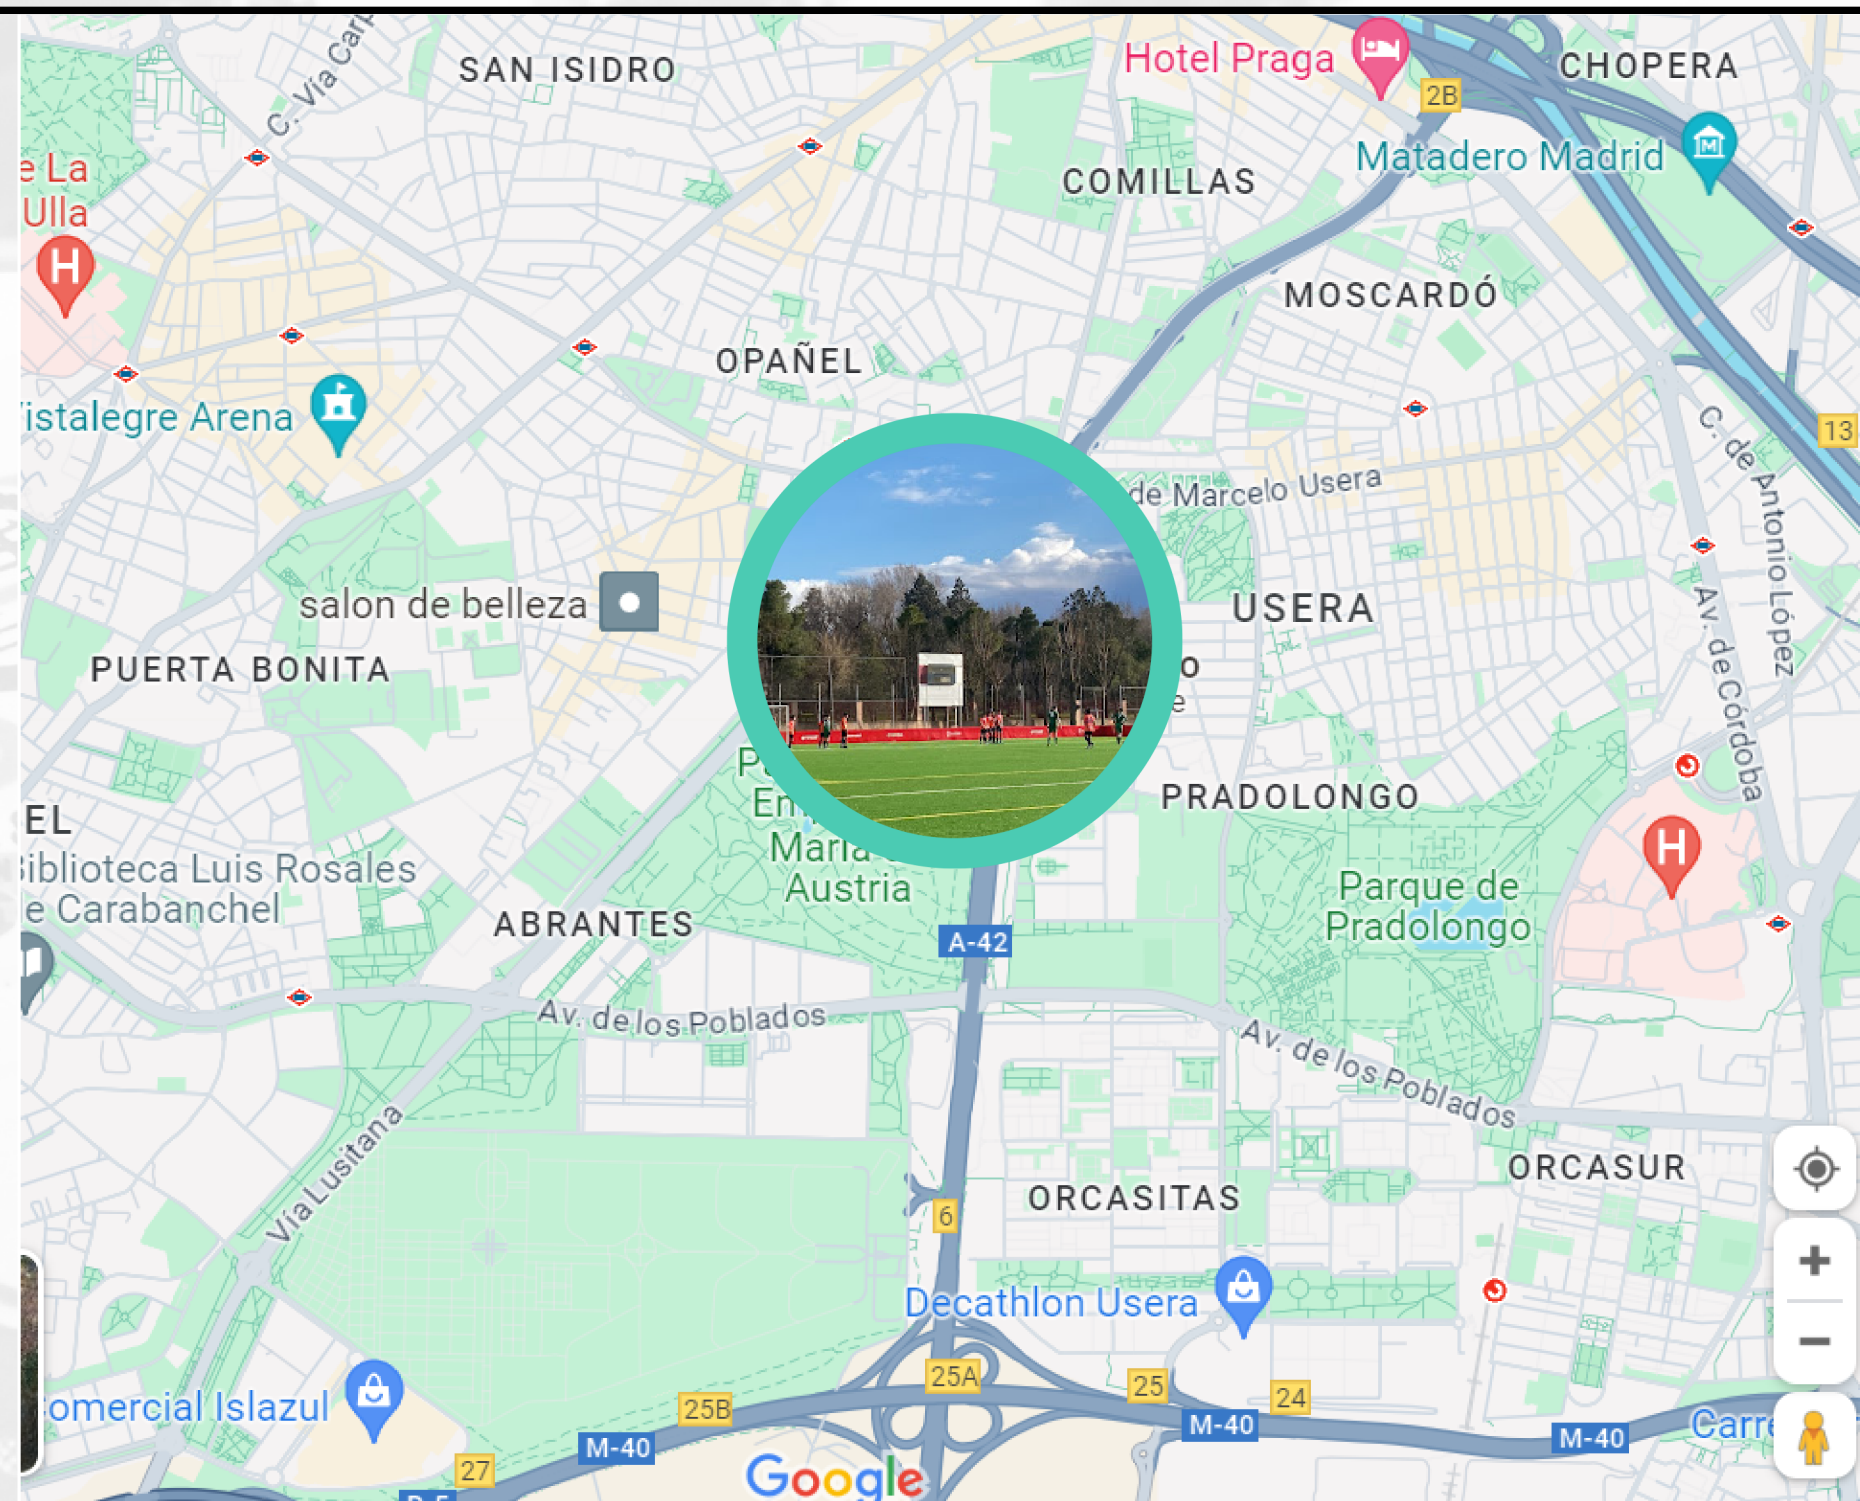 C. Vía Carp
SAN ISIDRO
Hotel Praga
CHOPERA
2B
e La
Ulla
H
COMILLAS
Matadero Madrid
M
MOSCARDÓ
OPAÑEL
istalegre Arena
13
de Marcelo Usera
C. de Antonio López
salon de belleza
USERA
Av. de Córdoba
PUERTA BONITA
o
e
PRADOLONGO
EL
María
Austria
H
iblioteca Luis Rosales
e Carabanchel
ABRANTES
Parque de
Pradolongo
A-42
Av. de los Poblados
Av. de los Poblados
Vía Lusitana
ORCASUR
ORCASITAS
6
Decathlon Usera
25A
25
24
25B
omercial Islazul
M-40
M-40
M-40
Carre
27
Google